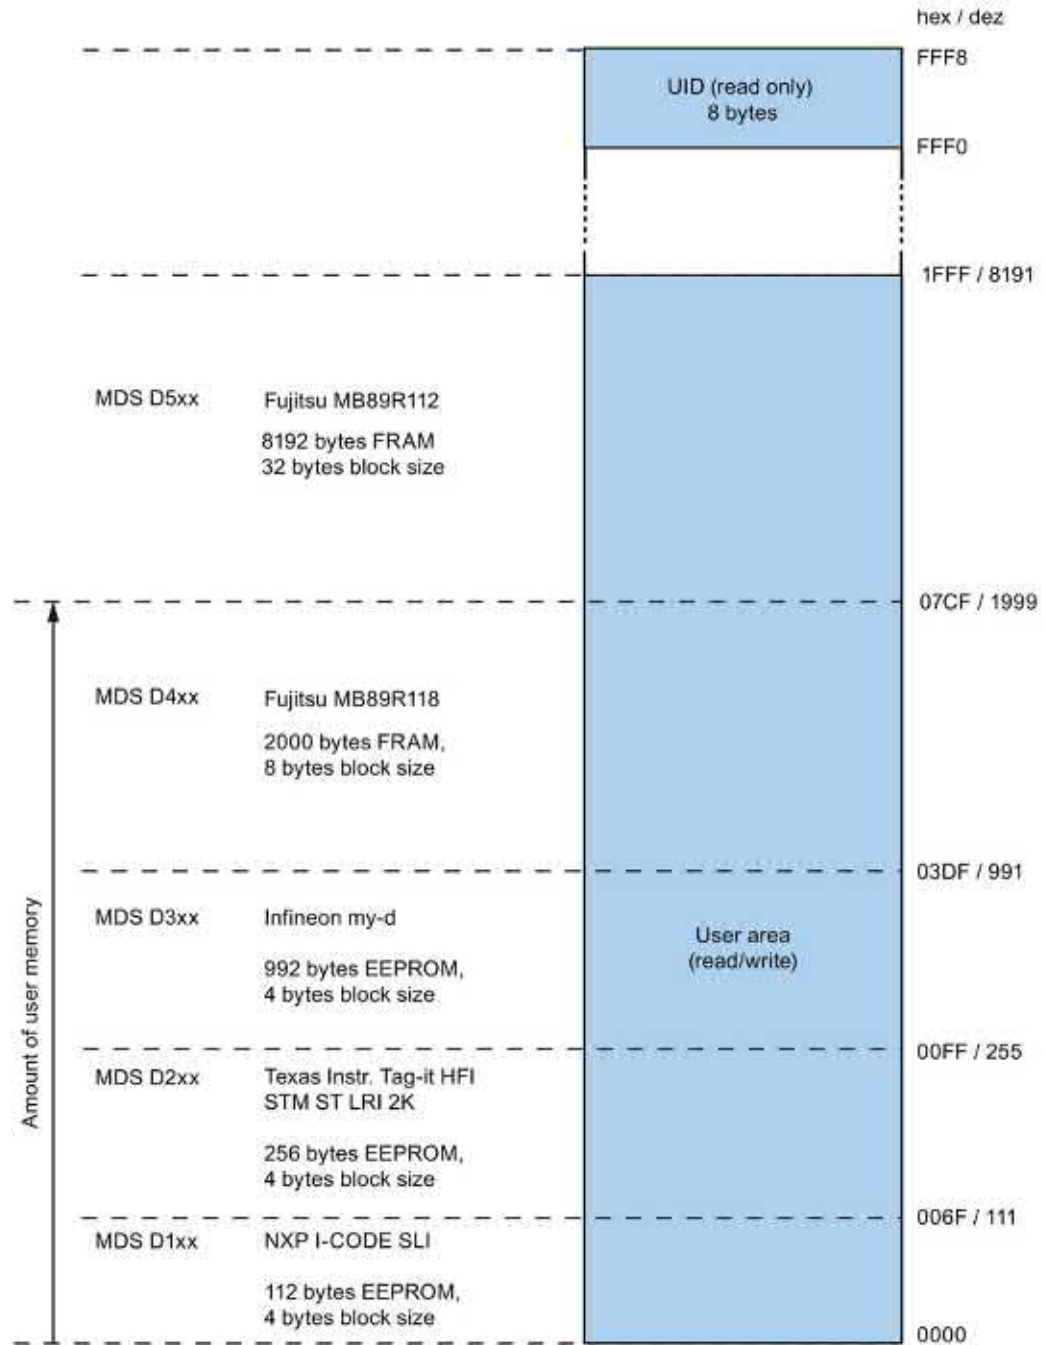 hex / dez
FFF8
UID (read only)
8 bytes
FFF0
1FFF / 8191
MDS D5xx
Fujitsu MB89R112
8192 bytes FRAM
32 bytes block size
07CF / 1999
MDS D4xx
Fujitsu MB89R118
2000 bytes FRAM,
8 bytes block size
03DF / 991
MDS D3xx
Infineon my-d
992 bytes EEPROM,
4 bytes block size
User area
(read/write)
Amount of user memory
00FF / 255
MDS D2xx
Texas Instr. Tag-it HFI
STM ST LRI 2K
256 bytes EEPROM,
4 bytes block size
006F / 111
MDS D1xx
NXP I-CODE SLI
112 bytes EEPROM,
4 bytes block size
0000